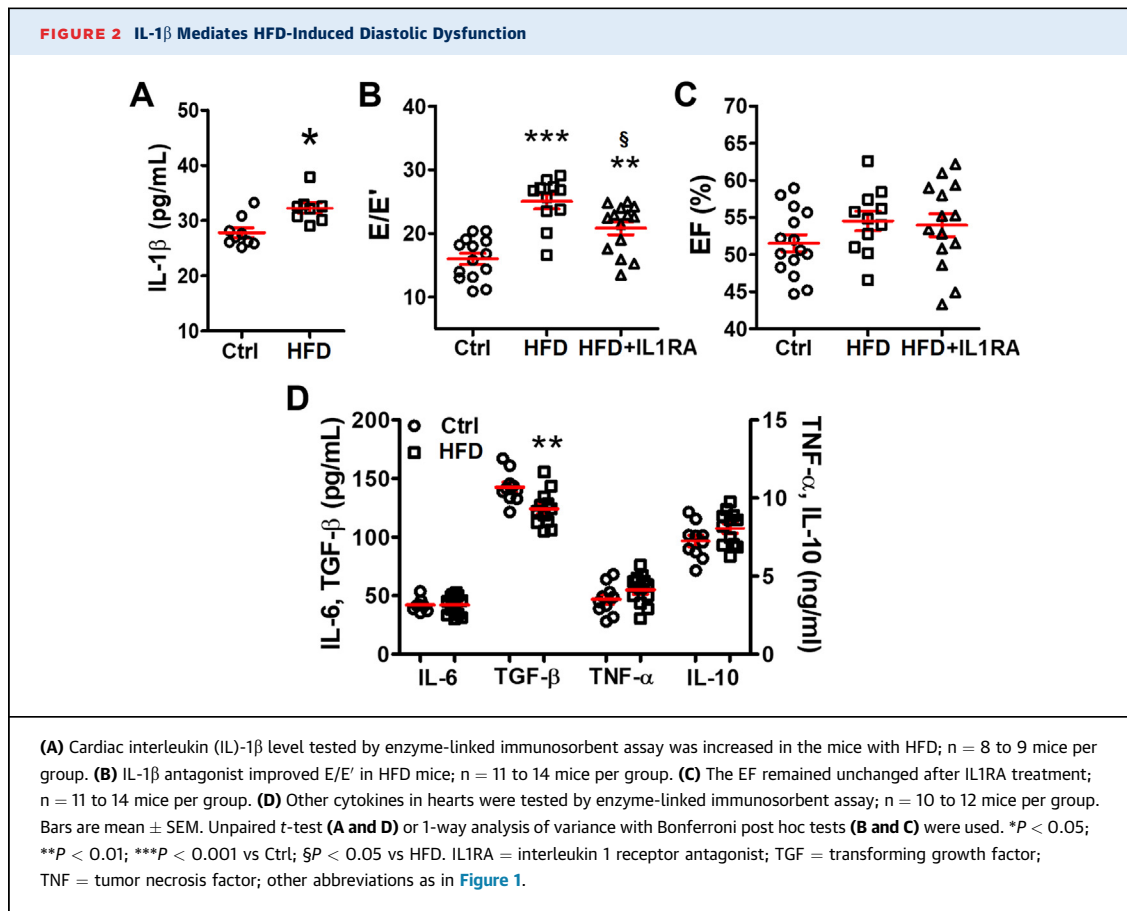 FIGURE 2 IL-1β Mediates HFD-Induced Diastolic Dysfunction
A
IL-1β (pg/mL)
50
40
30
20
10
*
Ctrl HFD
B
E/E'
40
30
20
10
***
§
**
Ctrl HFD HFD+IL1RA
C
EF (%)
70
65
60
55
50
45
40
Ctrl HFD HFD+IL1RA
D
IL-6, TGF-β (pg/mL)
200
150
100
50
0
Ctrl
HFD
**
IL-6 TGF-β TNF-α IL-10
15
10
5
0
TNF-α, IL-10 (ng/ml)
(A) Cardiac interleukin (IL)-1β level tested by enzyme-linked immunosorbent assay was increased in the mice with HFD; n = 8 to 9 mice per
group. (B) IL-1β antagonist improved E/E′ in HFD mice; n = 11 to 14 mice per group. (C) The EF remained unchanged after IL1RA treatment;
n = 11 to 14 mice per group. (D) Other cytokines in hearts were tested by enzyme-linked immunosorbent assay; n = 10 to 12 mice per group.
Bars are mean ± SEM. Unpaired t-test (A and D) or 1-way analysis of variance with Bonferroni post hoc tests (B and C) were used. *P < 0.05;
**P < 0.01; ***P < 0.001 vs Ctrl; §P < 0.05 vs HFD. IL1RA = interleukin 1 receptor antagonist; TGF = transforming growth factor;
TNF = tumor necrosis factor; other abbreviations as in Figure 1.